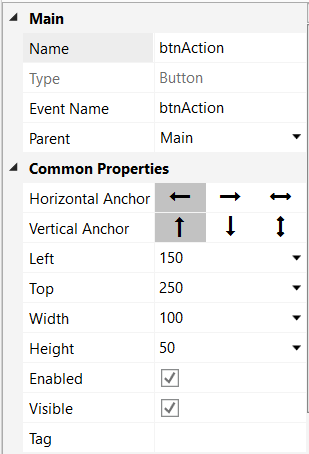 Main
Name btnAction
Type Button
Event Name btnAction
Parent Main
Common Properties
Horizontal Anchor
Vertical Anchor
Left 150
Top 250
Width 100
Height 50
Enabled
Visible
Tag